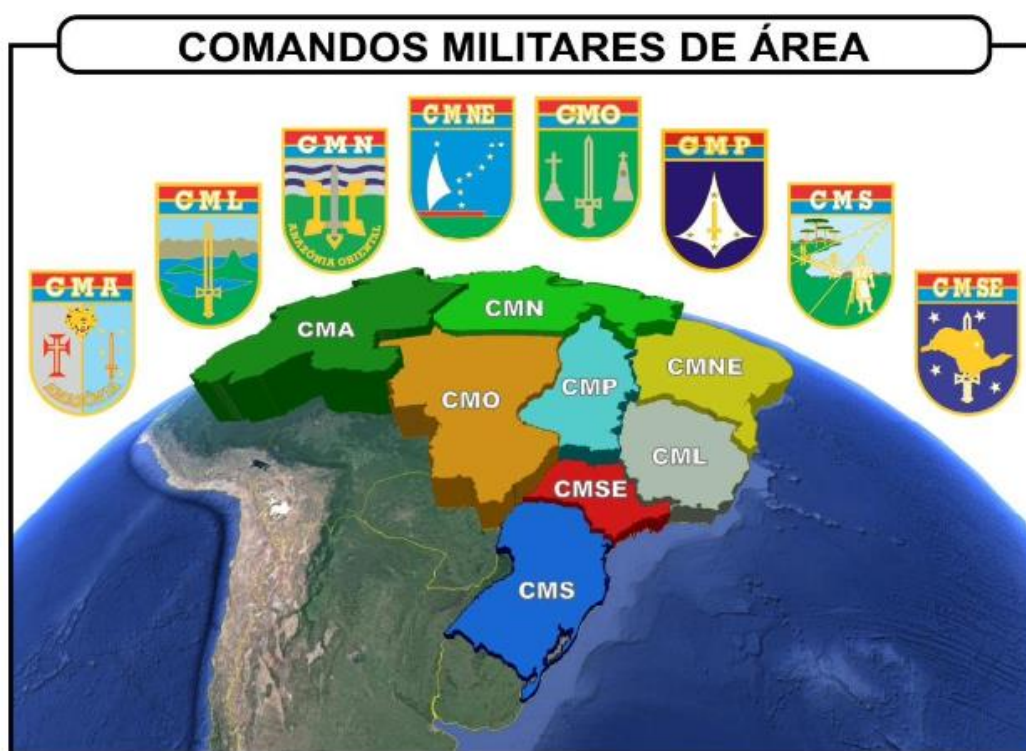 COMANDOS MILITARES DE ÁREA
CMNE
CMO
CMN
CMP
AMAZÔNIA ORIENTAL
CML
CMS
CMA
AMAZÔNIA
CMSE
CMA
CMN
CMO
CMP
CMNE
CML
CMSE
CMS